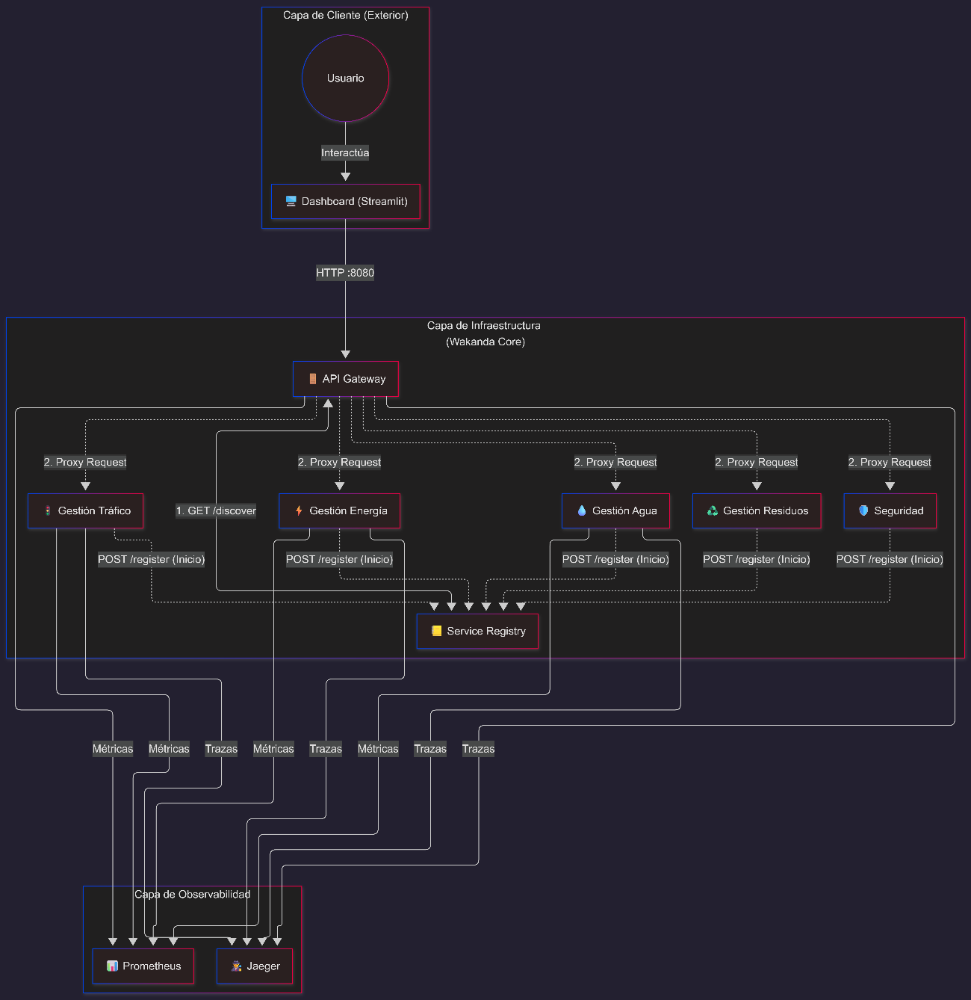 Capa de Cliente (Exterior)
Usuario
Interactúa
Dashboard (Streamlit)
HTTP :8080
Capa de Infraestructura
(Wakanda Core)
API Gateway
2. Proxy Request
2. Proxy Request
2. Proxy Request
2. Proxy Request
2. Proxy Request
Gestión Tráfico
1. GET /discover
Gestión Energía
Gestión Agua
Gestión Residuos
Seguridad
POST /register (Inicio)
POST /register (Inicio)
POST /register (Inicio)
POST /register (Inicio)
POST /register (Inicio)
Service Registry
Métricas
Métricas
Trazas
Métricas
Trazas
Métricas
Trazas
Trazas
Capa de Observabilidad
Prometheus
Jaeger